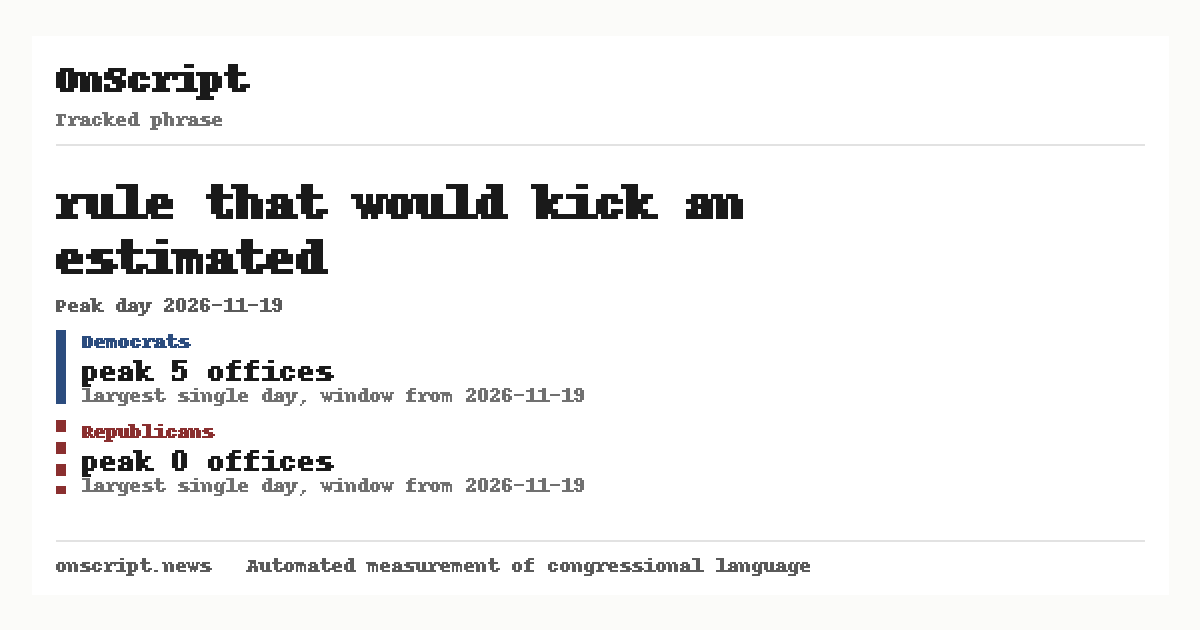 OnScript
Tracked phrase
rule that would kick an
estimated
Peak day 2026-11-19
Democrats
peak 5 offices
largest single day, window from 2026-11-19
Republicans
peak 0 offices
largest single day, window from 2026-11-19
onscript.news Automated measurement of congressional language